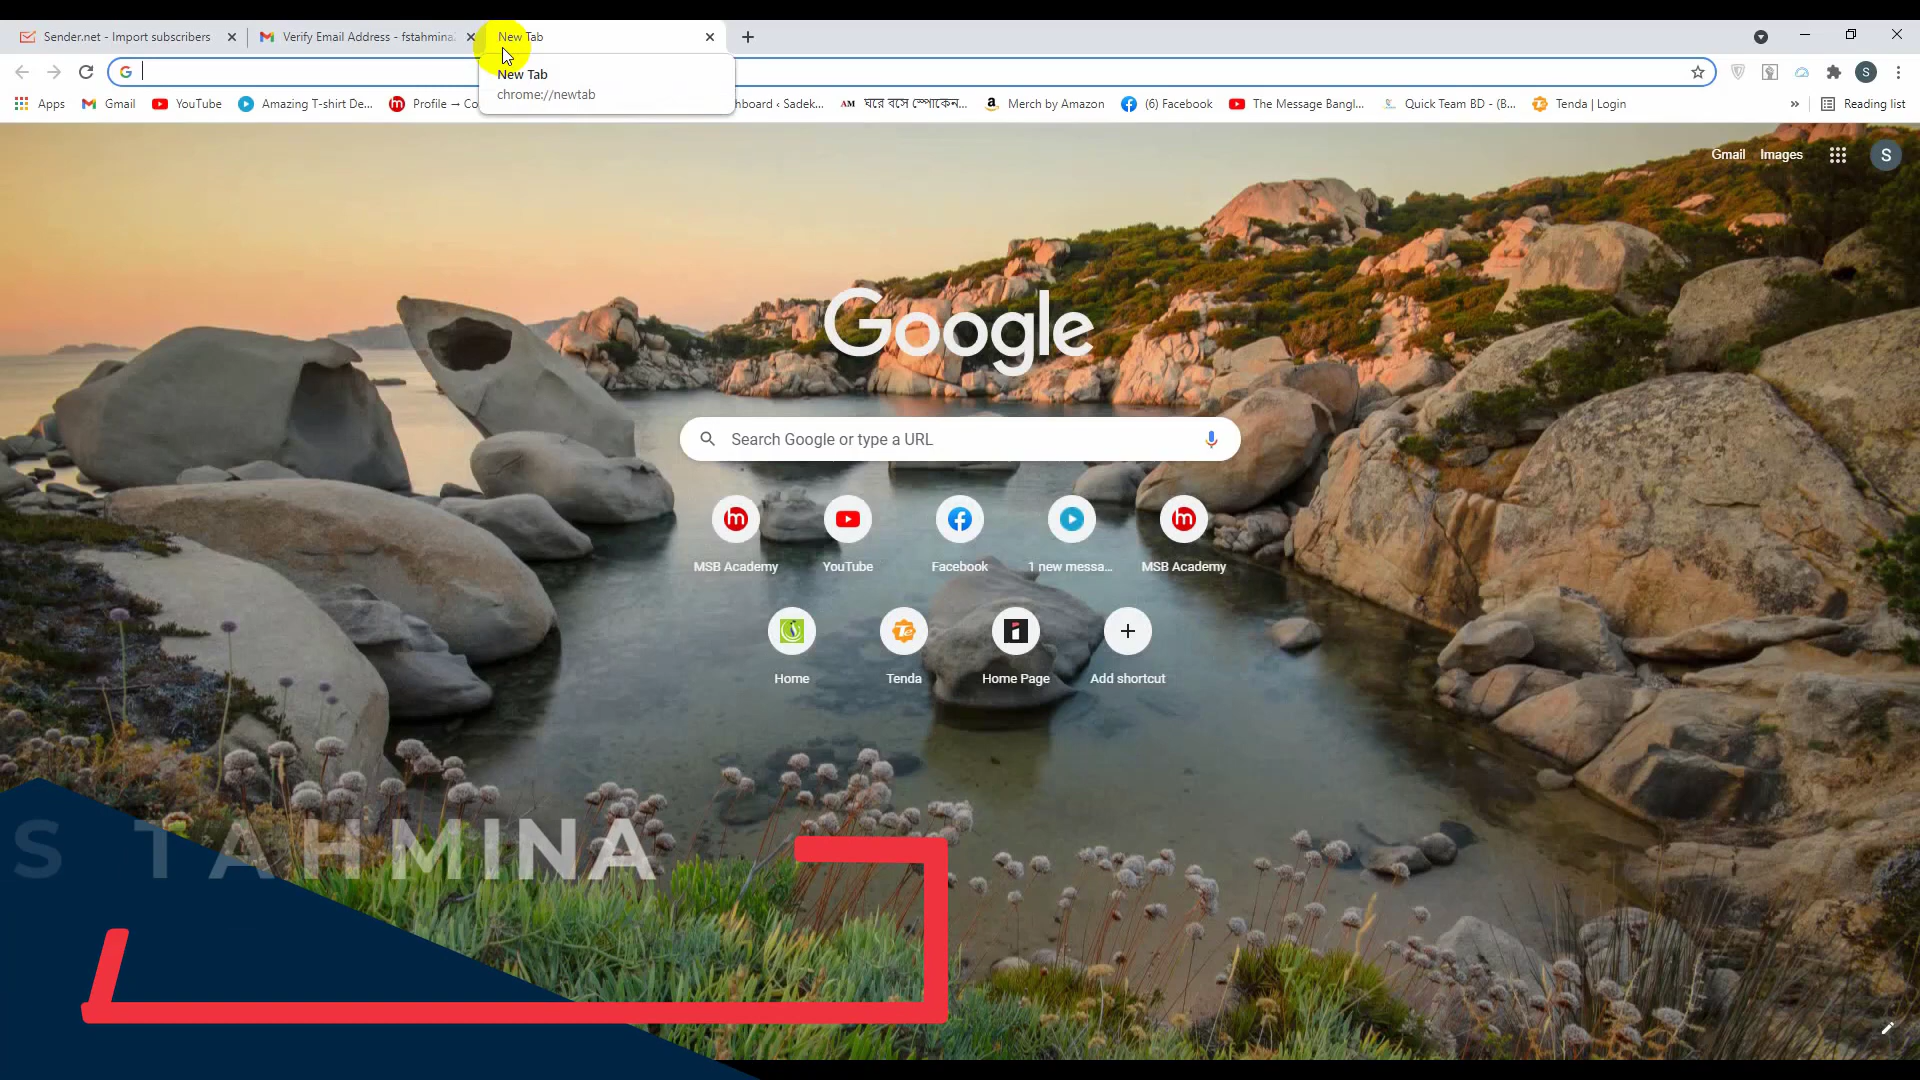 Sender.net - Import subscribers
Verify Email Address - fstahmina
New Tab
New Tab
chrome://newtab
Apps
Gmail
YouTube
Amazing T-shirt De...
Profile → Co
hboard ‹ Sadek...
AM ঘরে বসে স্পোকেন...
Merch by Amazon
(6) Facebook
The Message Bangl...
Quick Team BD - (B...
Tenda | Login
»
Reading list
S
Gmail
Images
S
Google
Search Google or type a URL
MSB Academy
YouTube
Facebook
1 new messa...
MSB Academy
Home
Tenda
Home Page
Add shortcut
S TAHMINA